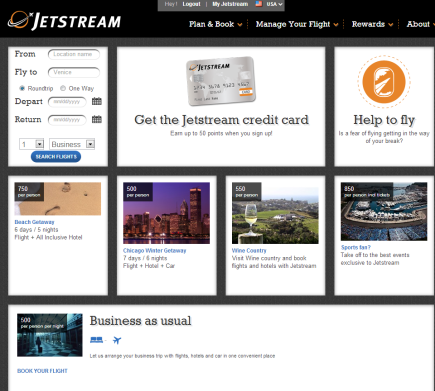 Hey! Logout | My Jetstream USA
JETSTREAM
Plan & Book Manage Your Flight Rewards About
From Location name
Fly to Venice
Roundtrip One Way
Depart mm/dd/yyyy
Return mm/dd/yyyy
1 Business
SEARCH FLIGHTS
JETSTREAM
Get the Jetstream credit card
Earn up to 50 points when you sign up!
Help to fly
Is a fear of flying getting in the way
of your break?
750
per person
Beach Getaway
6 days / 5 nights
Flight + All Inclusive Hotel
500
per person
Chicago Winter Getaway
7 days / 6 nights
Flight + Hotel + Car
550
per person
Wine Country
Visit Wine country and book
flights and hotels with Jetstream
850
per person incl tickets
Sports fan?
Take off to the best events
exclusive to Jetstream
500
per person per night
BOOK YOUR FLIGHT
Business as usual
Let us arrange your business trip with flights, hotels and car in one convenient place